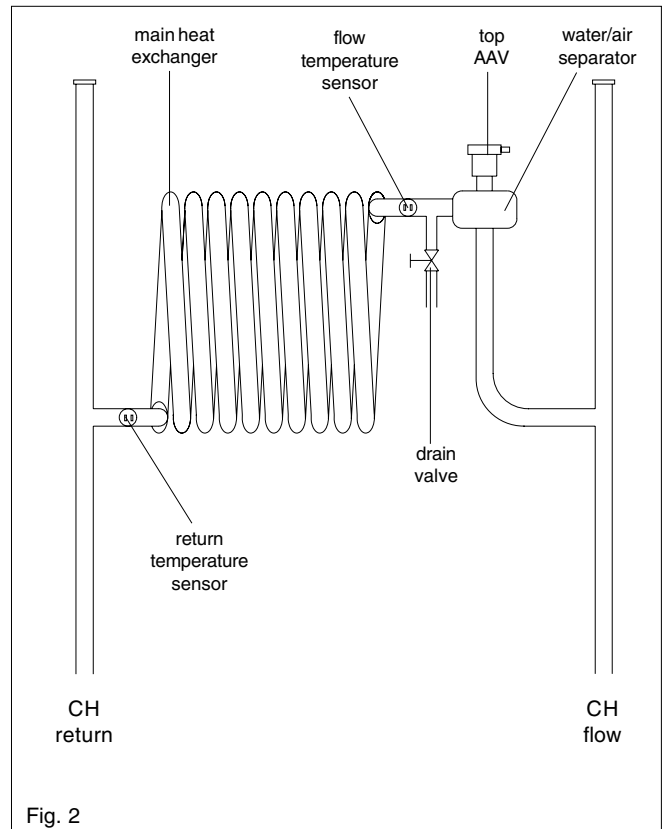 main heat
exchanger
flow
temperature
sensor
top
AAV
water/air
separator
drain
valve
return
temperature
sensor
CH
return
CH
flow
Fig. 2